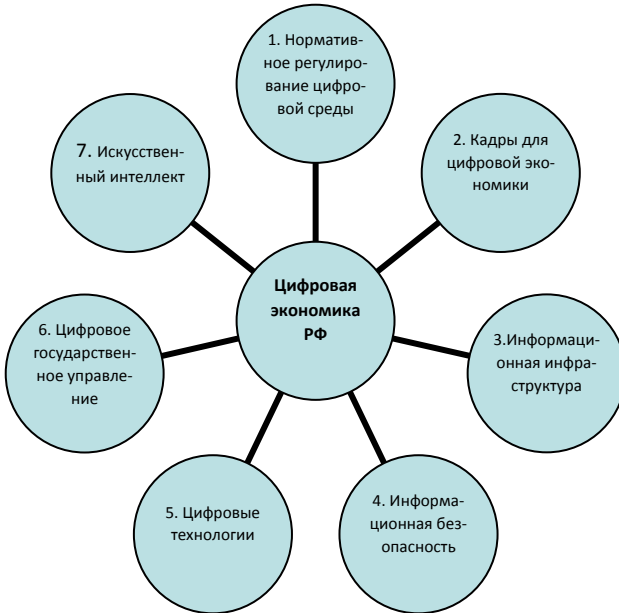 1. Норматив-
ное регулиро-
вание цифро-
вой среды
2. Кадры для
цифровой эко-
номики
3.Информаци-
онная инфра-
структура
4. Информа-
ционная без-
опасность
5. Цифровые
технологии
6. Цифровое
государствен-
ное управле-
ние
7. Искусствен-
ный интеллект
Цифровая
экономика
РФ